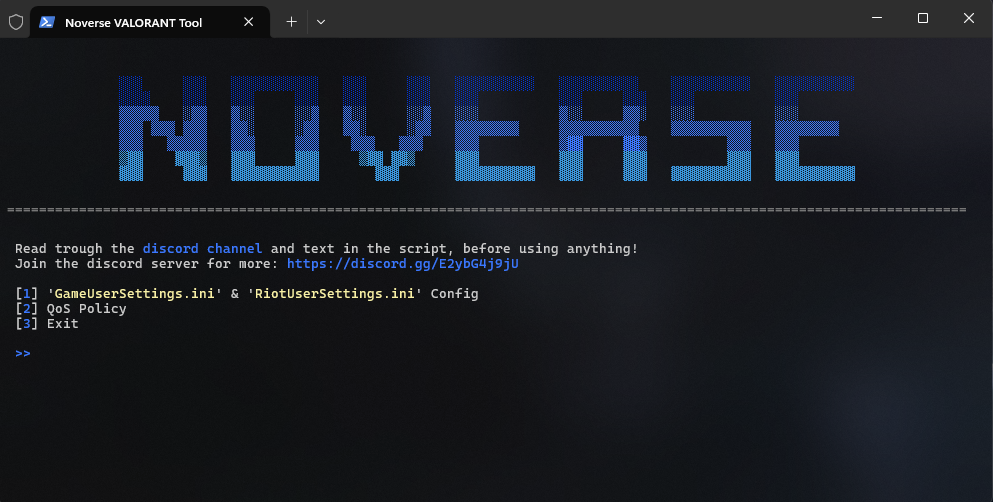 Noverse VALORANT Tool
NOVERSE
========================================================================================================================
Read trough the discord channel and text in the script, before using anything!
Join the discord server for more: https://discord.gg/E2ybG4j9jU
[1] 'GameUserSettings.ini' & 'RiotUserSettings.ini' Config
[2] QoS Policy
[3] Exit
>>